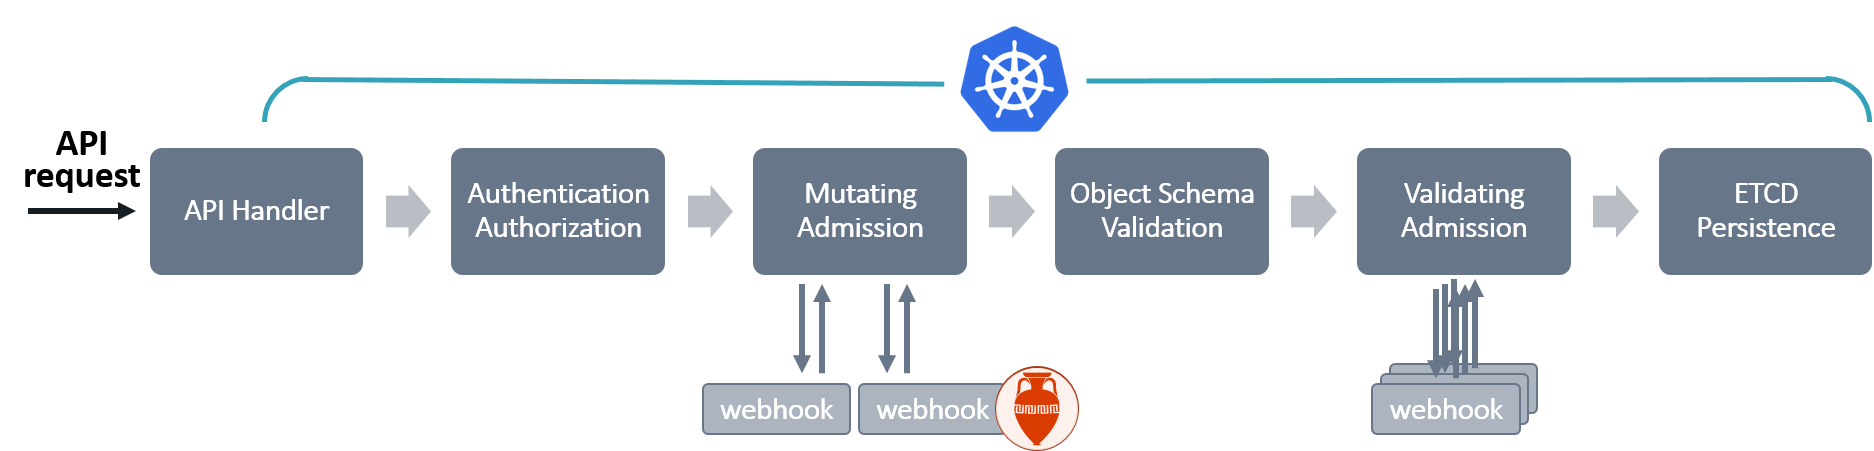 API
request
API Handler
Authentication
Authorization
Mutating
Admission
Object Schema
Validation
Validating
Admission
ETCD
Persistence
webhook
webhook
webhook